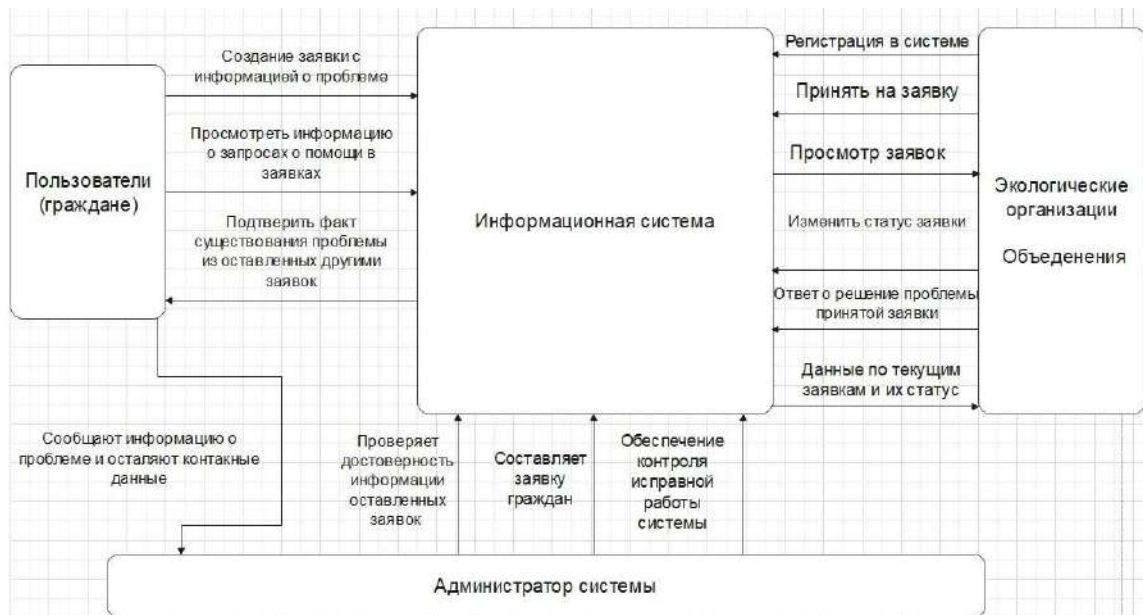 Пользователи
(граждане)
Создание заявки с
информацией о проблеме
Просмотреть информацию
о запросах о помощи в
заявках
Подтверить факт
существования проблемы
из оставленных другими
заявок
Информационная система
Регистрация в системе
Принять на заявку
Просмотр заявок
Изменить статус заявки
Ответ о решение проблемы
принятой заявки
Данные по текущим
заявкам и их статус
Экологические
организации
Объеденения
Сообщают информацию о
проблеме и осталяют контакные
данные
Проверяет
достоверность
информации
оставленных
заявок
Составляет
заявку
граждан
Обеспечение
контроля
исправной
работы
системы
Администратор системы